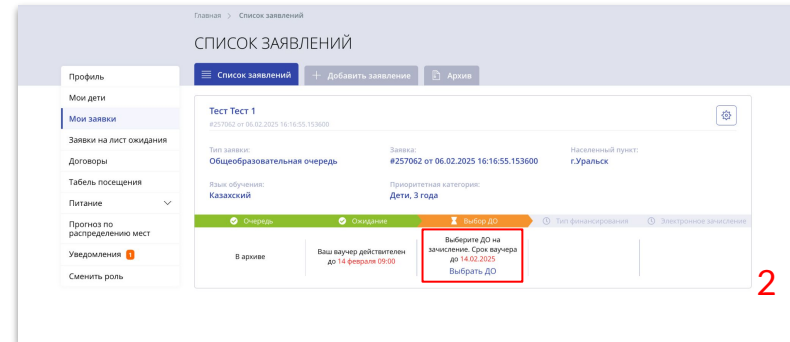 Главная > Список заявлений
СПИСОК ЗАЯВЛЕНИЙ
Профиль
Мои дети
Мои заявки
Заявки на лист ожидания
Договоры
Табель посещения
Питание
Прогноз по
распределению мест
Уведомления 1
Сменить роль
Список заявлений
+ Добавить заявление
Архив
Тест Тест 1
#257062 от 06.02.2025 16:16:55.153600
Тип заявки:
Общеобразовательная очередь
Заявка:
#257062 от 06.02.2025 16:16:55.153600
Населенный пункт:
г.Уральск
Язык обучения:
Казахский
Приоритетная категория:
Дети, 3 года
Очередь
Ожидание
Выбор ДО
Тип финансирования
Электронное зачисление
В архиве
Ваш ваучер действителен
до 14 февраля 09:00
Выберите ДО на
зачисление. Срок ваучера
до 14.02.2025
Выбрать ДО
2